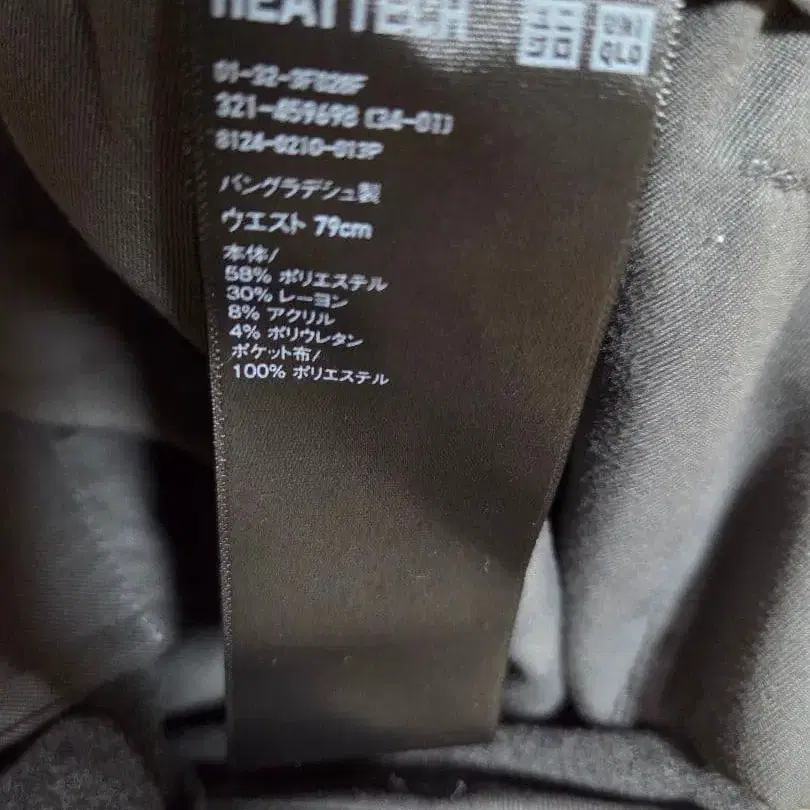 HEATTECH
ユニクロ UNIQLO
01-32-3F028F
321-459698 (34-01)
8124-0210-013P
バングラデシュ製
ウエスト 79cm
本体/
58% ポリエステル
30% レーヨン
8% アクリル
4% ポリウレタン
ポケット布/
100% ポリエステル